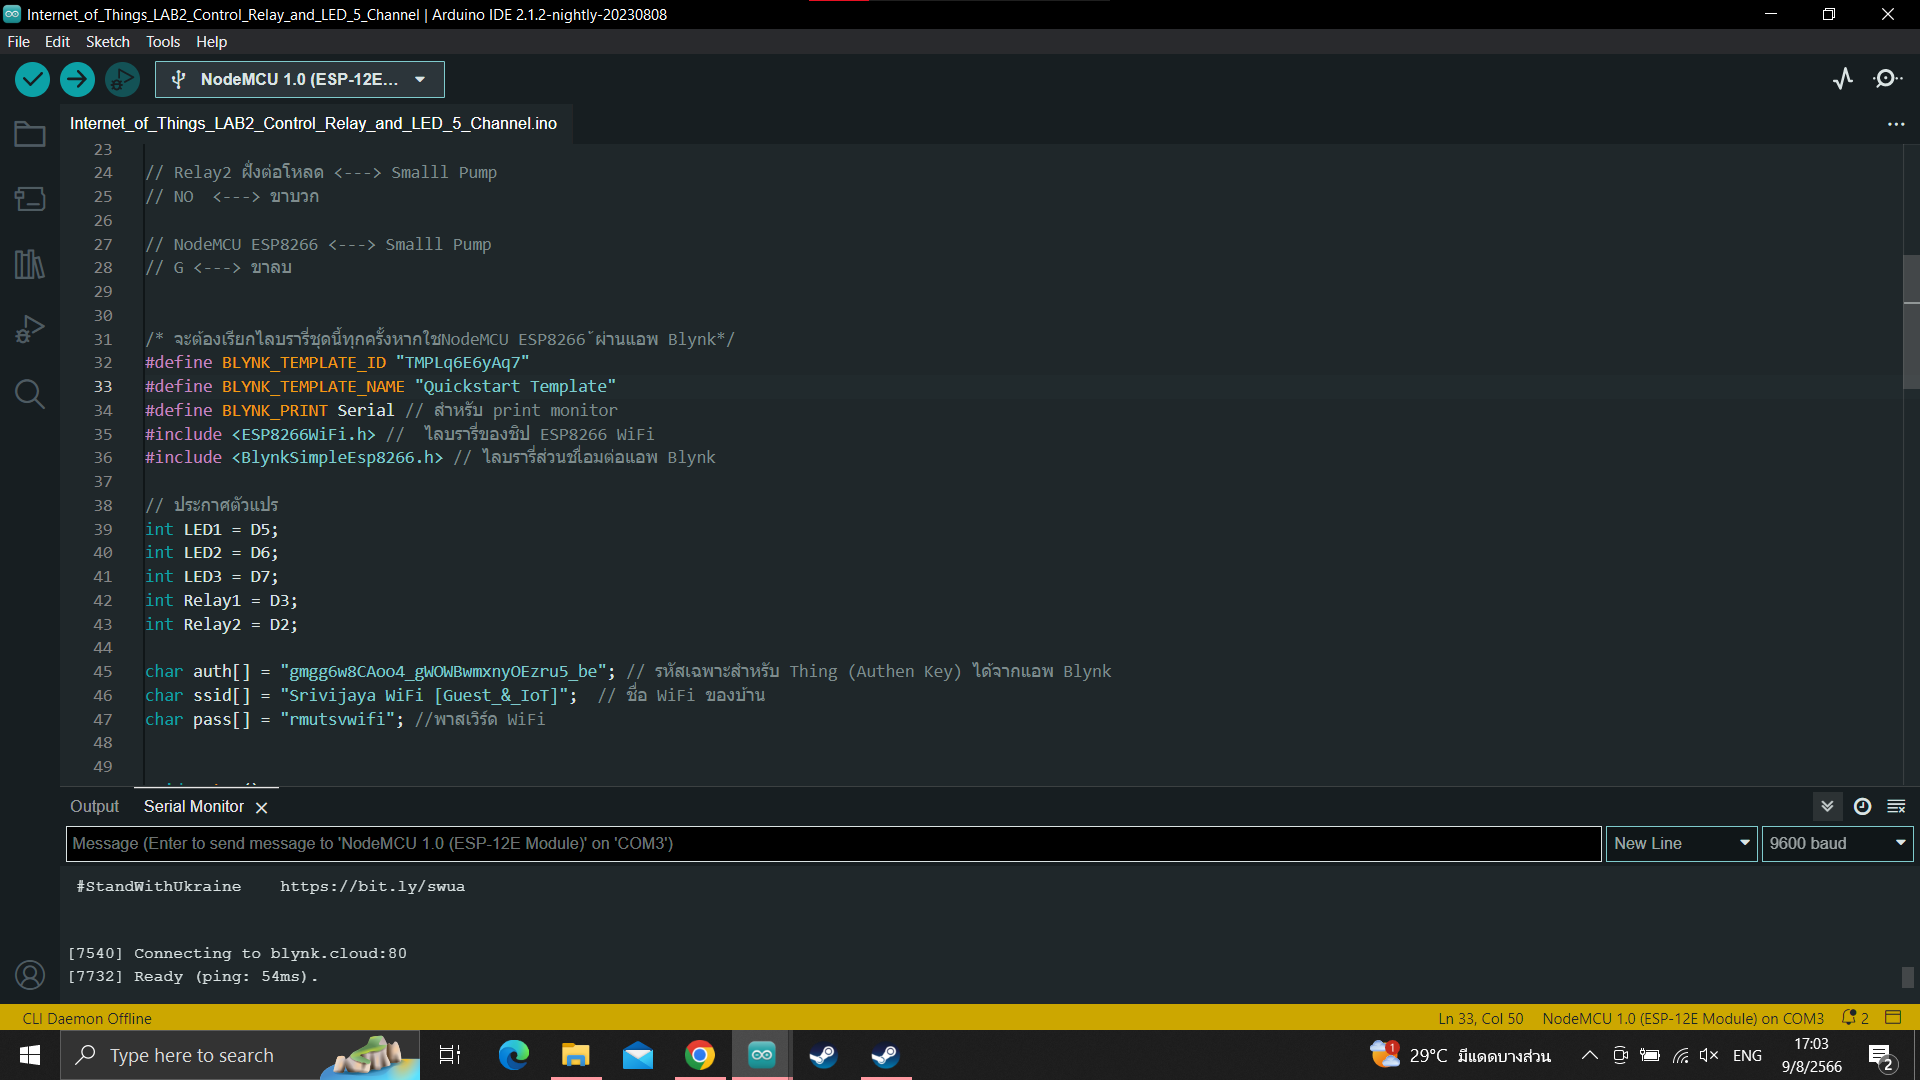 Internet_of_Things_LAB2_Control_Relay_and_LED_5_Channel | Arduino IDE 2.1.2-nightly-20230808
File Edit Sketch Tools Help
NodeMCU 1.0 (ESP-12E...
Internet_of_Things_LAB2_Control_Relay_and_LED_5_Channel.ino
23
24 // Relay2 ฝั่งต่อโหลด <---> Smalll Pump
25 // NO <---> ขาบวก
26
27 // NodeMCU ESP8266 <---> Smalll Pump
28 // G <---> ขาลบ
29
30
31 /* จะต้องเรียกไลบรารี่ชุดนี้ทุกครั้งหากใชNodeMCU ESP8266 ้ผ่านแอพ Blynk*/
32 #define BLYNK_TEMPLATE_ID "TMPLq6E6yAq7"
33 #define BLYNK_TEMPLATE_NAME "Quickstart Template"
34 #define BLYNK_PRINT Serial // สำหรับ print monitor
35 #include <ESP8266WiFi.h> // ไลบรารี่ของชิป ESP8266 WiFi
36 #include <BlynkSimpleEsp8266.h> // ไลบรารี่ส่วนชเื่อมต่อแอพ Blynk
37
38 // ประกาศตัวแปร
39 int LED1 = D5;
40 int LED2 = D6;
41 int LED3 = D7;
42 int Relay1 = D3;
43 int Relay2 = D2;
44
45 char auth[] = "gmgg6w8CAoo4_gWOWBwmxnyOEzru5_be"; // รหัสเฉพาะสำหรับ Thing (Authen Key) ได้จากแอพ Blynk
46 char ssid[] = "Srivijaya WiFi [Guest_&_IoT]"; // ชื่อ WiFi ของบ้าน
47 char pass[] = "rmutsvwifi"; //พาสเวิร์ด WiFi
48
49
Output Serial Monitor
Message (Enter to send message to 'NodeMCU 1.0 (ESP-12E Module)' on 'COM3') New Line 9600 baud
#StandWithUkraine https://bit.ly/swua
[7540] Connecting to blynk.cloud:80
[7732] Ready (ping: 54ms).
CLI Daemon Offline Ln 33, Col 50 NodeMCU 1.0 (ESP-12E Module) on COM3 2
Type here to search 1 29°C มีแดดบางส่วน ENG 17:03 2
9/8/2566